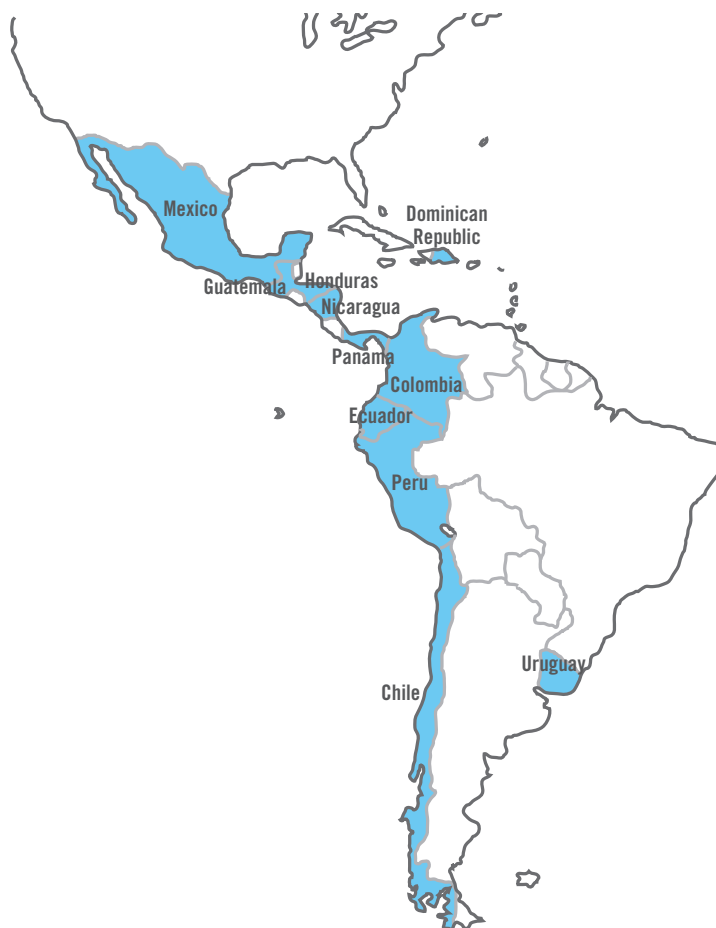 Mexico
Dominican
Republic
Guatemala
Honduras
Nicaragua
Panama
Colombia
Ecuador
Peru
Uruguay
Chile